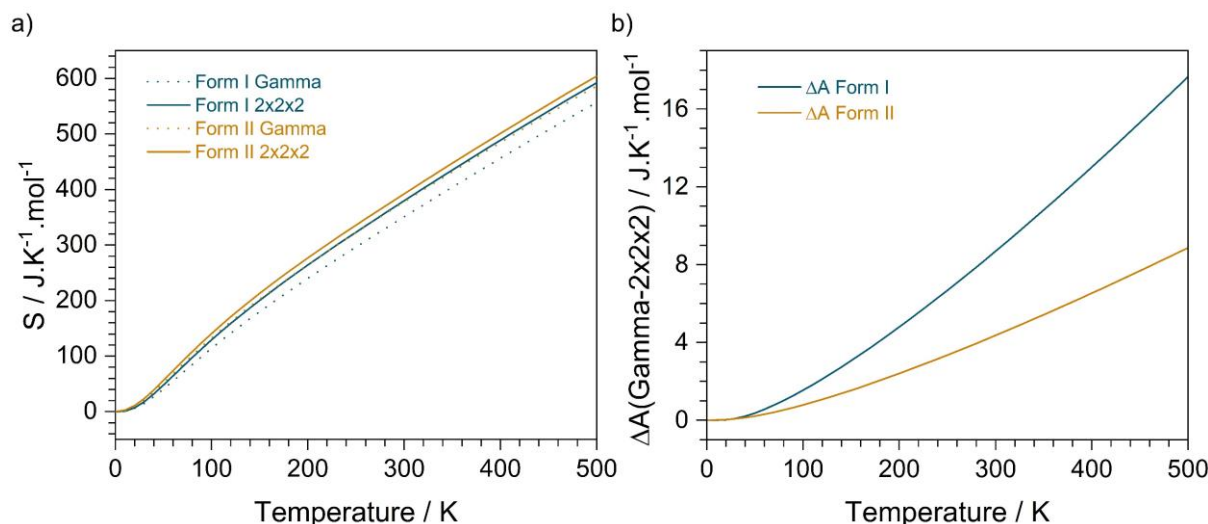 a)
S / J.K⁻¹.mol⁻¹
600
500
400
300
200
100
0
Form I Gamma
Form I 2x2x2
Form II Gamma
Form II 2x2x2
0 100 200 300 400 500
Temperature / K
b)
ΔA(Gamma-2x2x2) / J.K⁻¹.mol⁻¹
16
12
8
4
0
ΔA Form I
ΔA Form II
0 100 200 300 400 500
Temperature / K